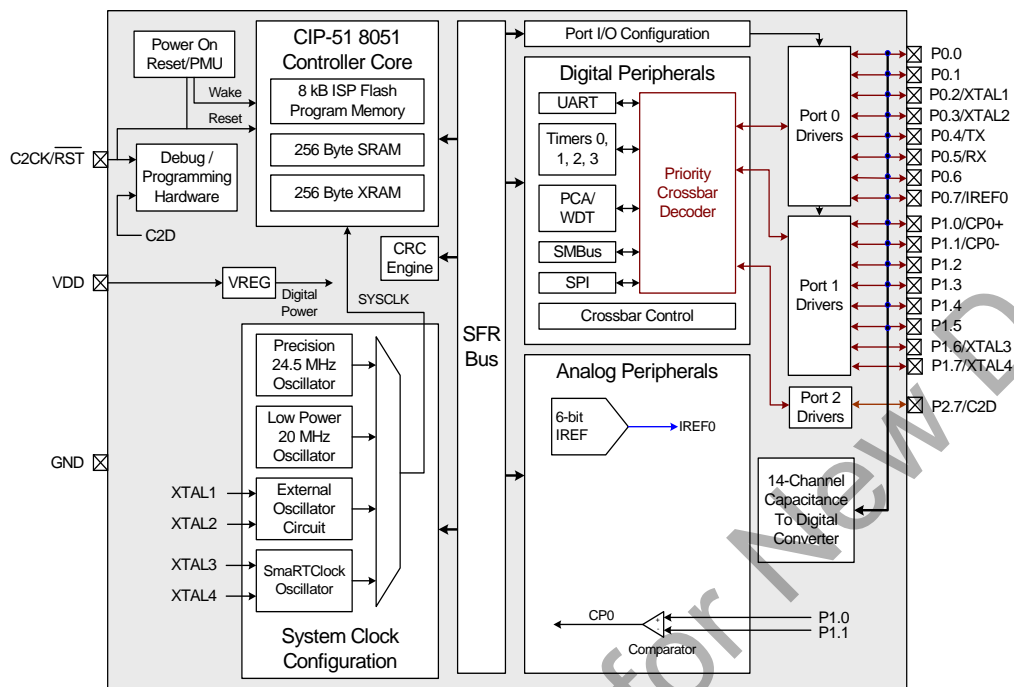 Power On
Reset/PMU
Wake
Reset
C2CK/RST
Debug /
Programming
Hardware
C2D
VDD
VREG
Digital
Power
GND
CIP-51 8051
Controller Core
8 kB ISP Flash
Program Memory
256 Byte SRAM
256 Byte XRAM
CRC
Engine
SYSCLK
Precision
24.5 MHz
Oscillator
Low Power
20 MHz
Oscillator
XTAL1
XTAL2
External
Oscillator
Circuit
XTAL3
XTAL4
SmaRTClock
Oscillator
System Clock
Configuration
SFR
Bus
Port I/O Configuration
Digital Peripherals
UART
Timers 0,
1, 2, 3
PCA/
WDT
SMBus
SPI
Priority
Crossbar
Decoder
Crossbar Control
Analog Peripherals
6-bit
IREF
IREF0
CP0
+
-
Comparator
P1.0
P1.1
Port 0
Drivers
Port 1
Drivers
Port 2
Drivers
14-Channel
Capacitance
To Digital
Converter
P0.0
P0.1
P0.2/XTAL1
P0.3/XTAL2
P0.4/TX
P0.5/RX
P0.6
P0.7/IREF0
P1.0/CP0+
P1.1/CP0-
P1.2
P1.3
P1.4
P1.5
P1.6/XTAL3
P1.7/XTAL4
P2.7/C2D
for New D